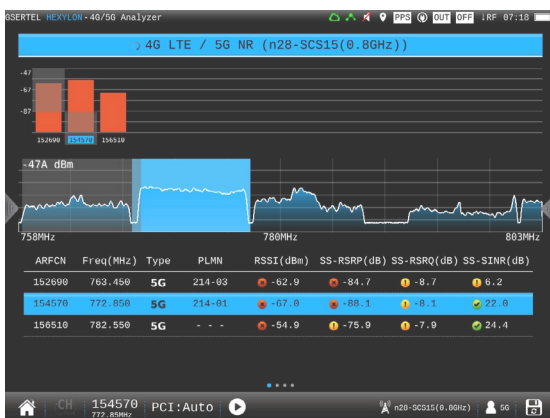 GSERTEL HEXYLON-4G/5G Analyzer PPS OUT OFF ↓RF 07:18
4G LTE / 5G NR (n28-SCS15(0.8GHz))
-47
-67
-87
152690 154570 156510
-47A dBm
758MHz 780MHz 803MHz
ARFCN Freq(MHz) Type PLMN RSSI(dBm) SS-RSRP(dB) SS-RSRQ(dB) SS-SINR(dB)
152690 763.450 5G 214-03 -62.9 -84.7 -8.7 6.2
154570 772.850 5G 214-01 -67.0 -88.1 -8.1 22.0
156510 782.550 5G - - - -54.9 -75.9 -7.9 24.4
CH 154570 PCI:Auto n28-SCS15(0.8GHz) 5G
772.85MHz